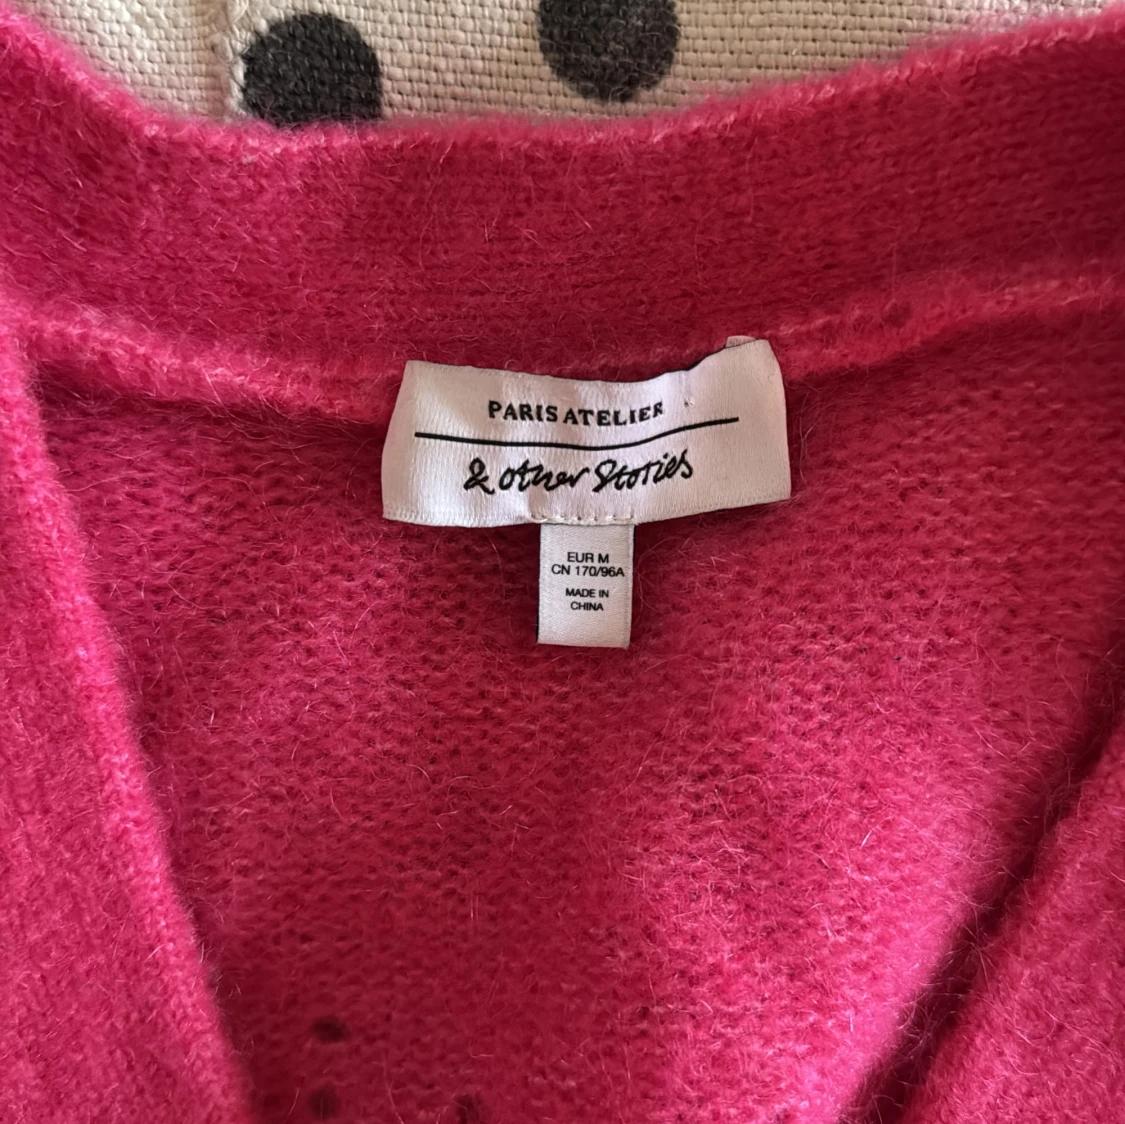 PARIS ATELIER
& other Stories
EUR M
CN 170/96A
MADE IN
CHINA